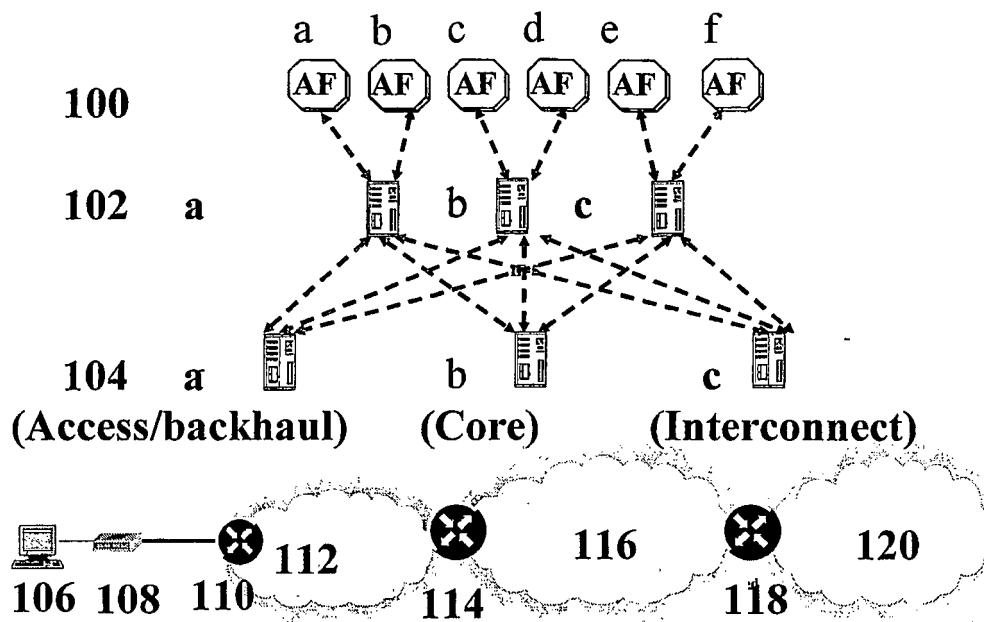 a b c d e f
100 AF AF AF AF AF AF
102 a b c
104 a b c
(Access/backhaul) (Core) (Interconnect)
112 116 120
106 108 110 114 118